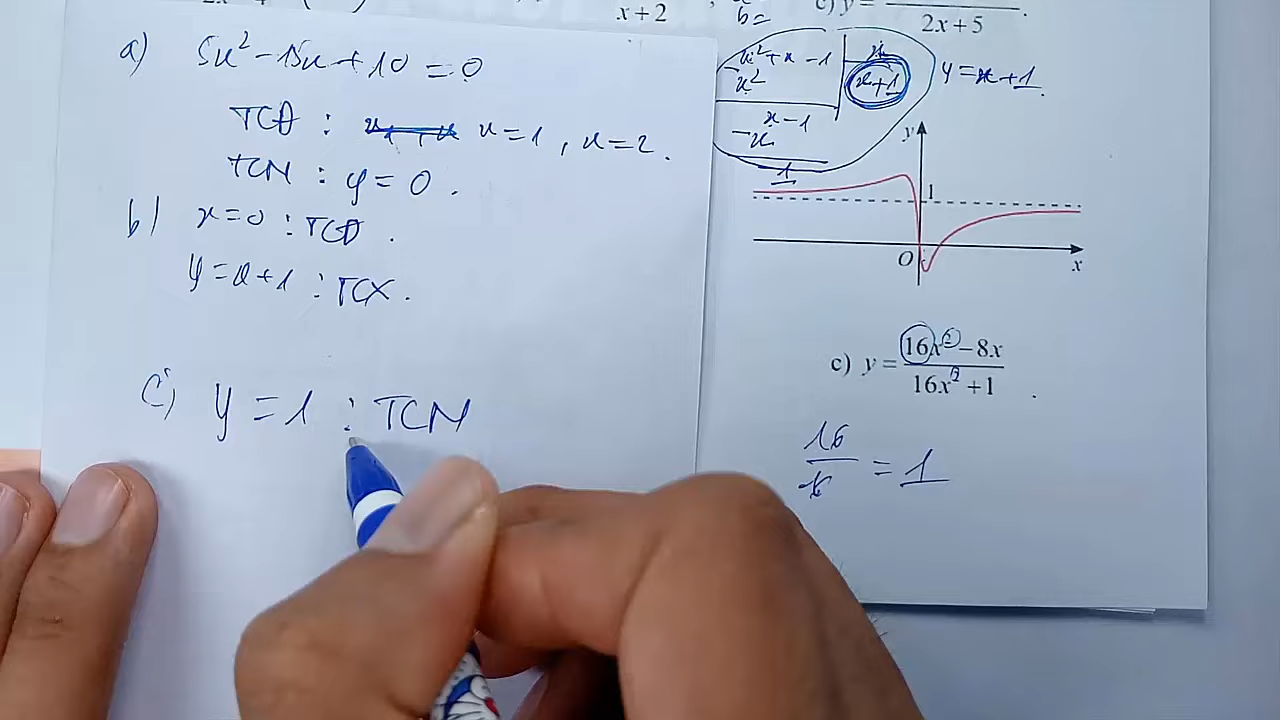 x+2
b=
c) y =
2x+5
a) 5x² - 15x + 10 = 0
TCĐ : x = 1 , x = 2 .
TCN : y = 0 .
b) x = 0 : TCĐ .
y = x + 1 : TCX .
c) y = 1 : TCN
x² + x - 1
x
-x²
x+1
y = x + 1 .
x - 1
-x
1
y
1
O
x
c) y = 16x² - 8x
16x² + 1 .
16
16
= 1